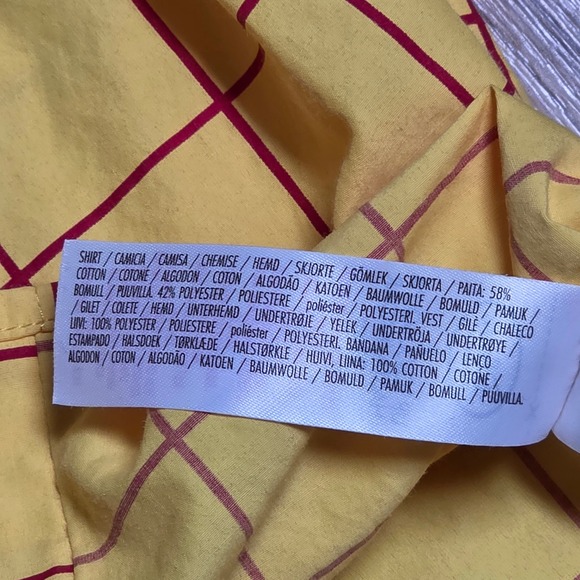 SHIRT / CAMICIA / CAMISA / CHEMISE / HEMD / SKJORTE / GÖMLEK / SKJORTA / PAITA: 58%
COTTON / COTONE / ALGODON / COTON / ALGODÃO / KATOEN / BAUMWOLLE / BOMULD / PAMUK /
BOMULL / PUUVILLA. 42% POLYESTER / POLIESTERE / poliéster / POLYESTERI. VEST / GILÉ / CHALECO
/ GILET / COLETE / HEMD / UNTERHEMD / UNDERTRØJE / YELEK / UNDERTRÖJA / UNDERTRØYE /
LIIVI: 100% POLYESTER / POLIESTERE / poliéster / POLYESTERI. BANDANA / PAÑUELO / LENÇO
ESTAMPADO / HALSDOEK / TØRKLÆDE / HALSTØRKLE / HUIVI, LIINA: 100% COTTON / COTONE /
ALGODON / COTON / ALGODÃO / KATOEN / BAUMWOLLE / BOMULD / PAMUK / BOMULL / PUUVILLA.